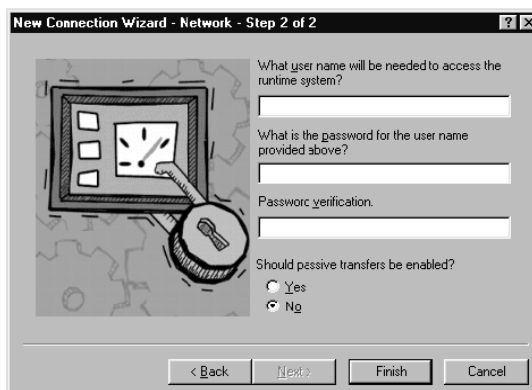 New Connection Wizard - Network - Step 2 of 2
What user name will be needed to access the
runtime system?
What is the password for the user name
provided above?
Password verification.
Should passive transfers be enabled?
Yes
No
< Back
Next >
Finish
Cancel